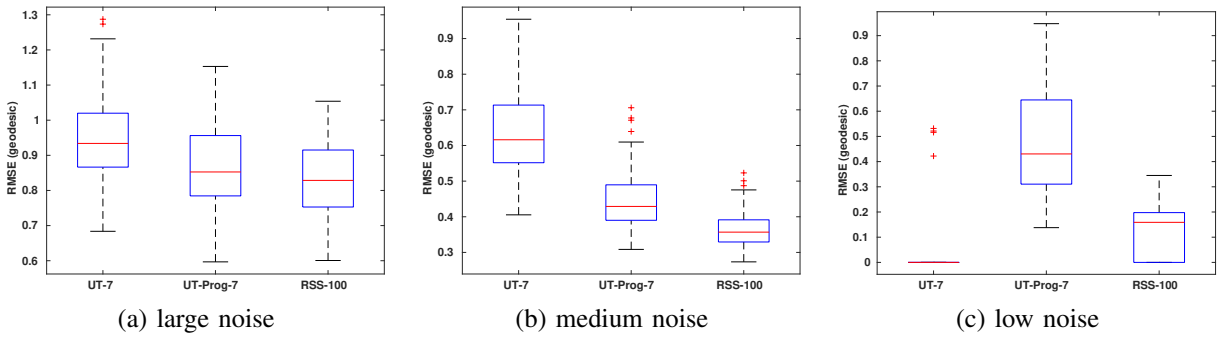 RMSE (geodesic)
1.3
1.2
1.1
1
0.9
0.8
0.7
0.6
UT-7 UT-Prog-7 RSS-100
(a) large noise
RMSE (geodesic)
0.9
0.8
0.7
0.6
0.5
0.4
0.3
UT-7 UT-Prog-7 RSS-100
(b) medium noise
RMSE (geodesic)
0.9
0.8
0.7
0.6
0.5
0.4
0.3
0.2
0.1
0
UT-7 UT-Prog-7 RSS-100
(c) low noise